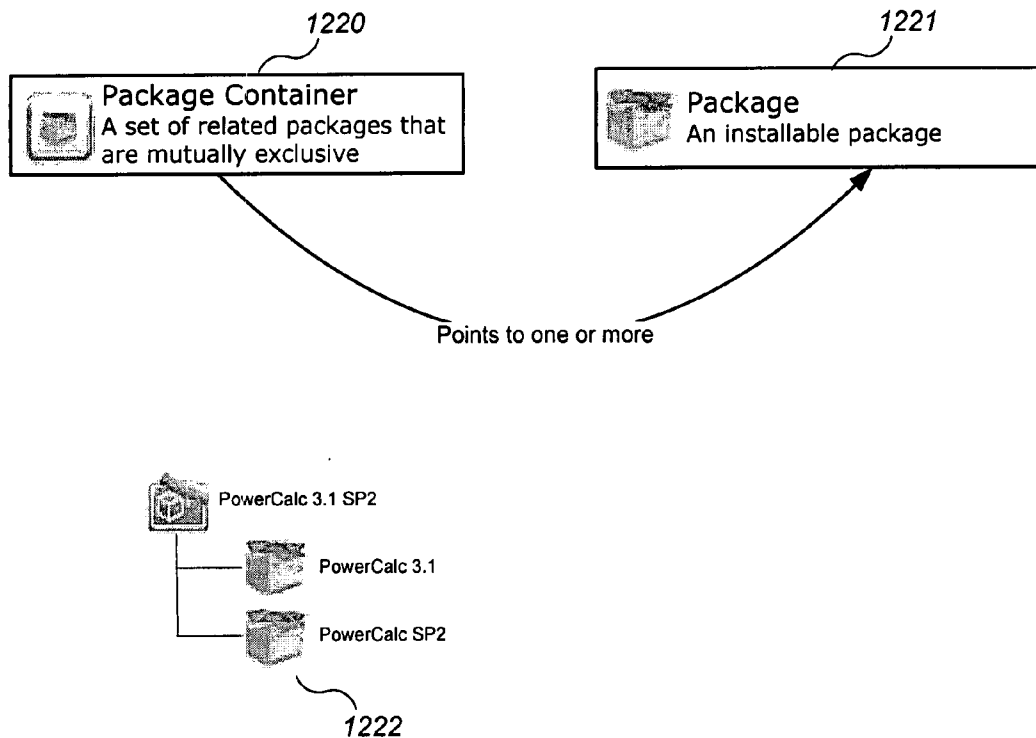 1220
1221
Package Container
A set of related packages that
are mutually exclusive
Package
An installable package
Points to one or more
PowerCalc 3.1 SP2
PowerCalc 3.1
PowerCalc SP2
1222